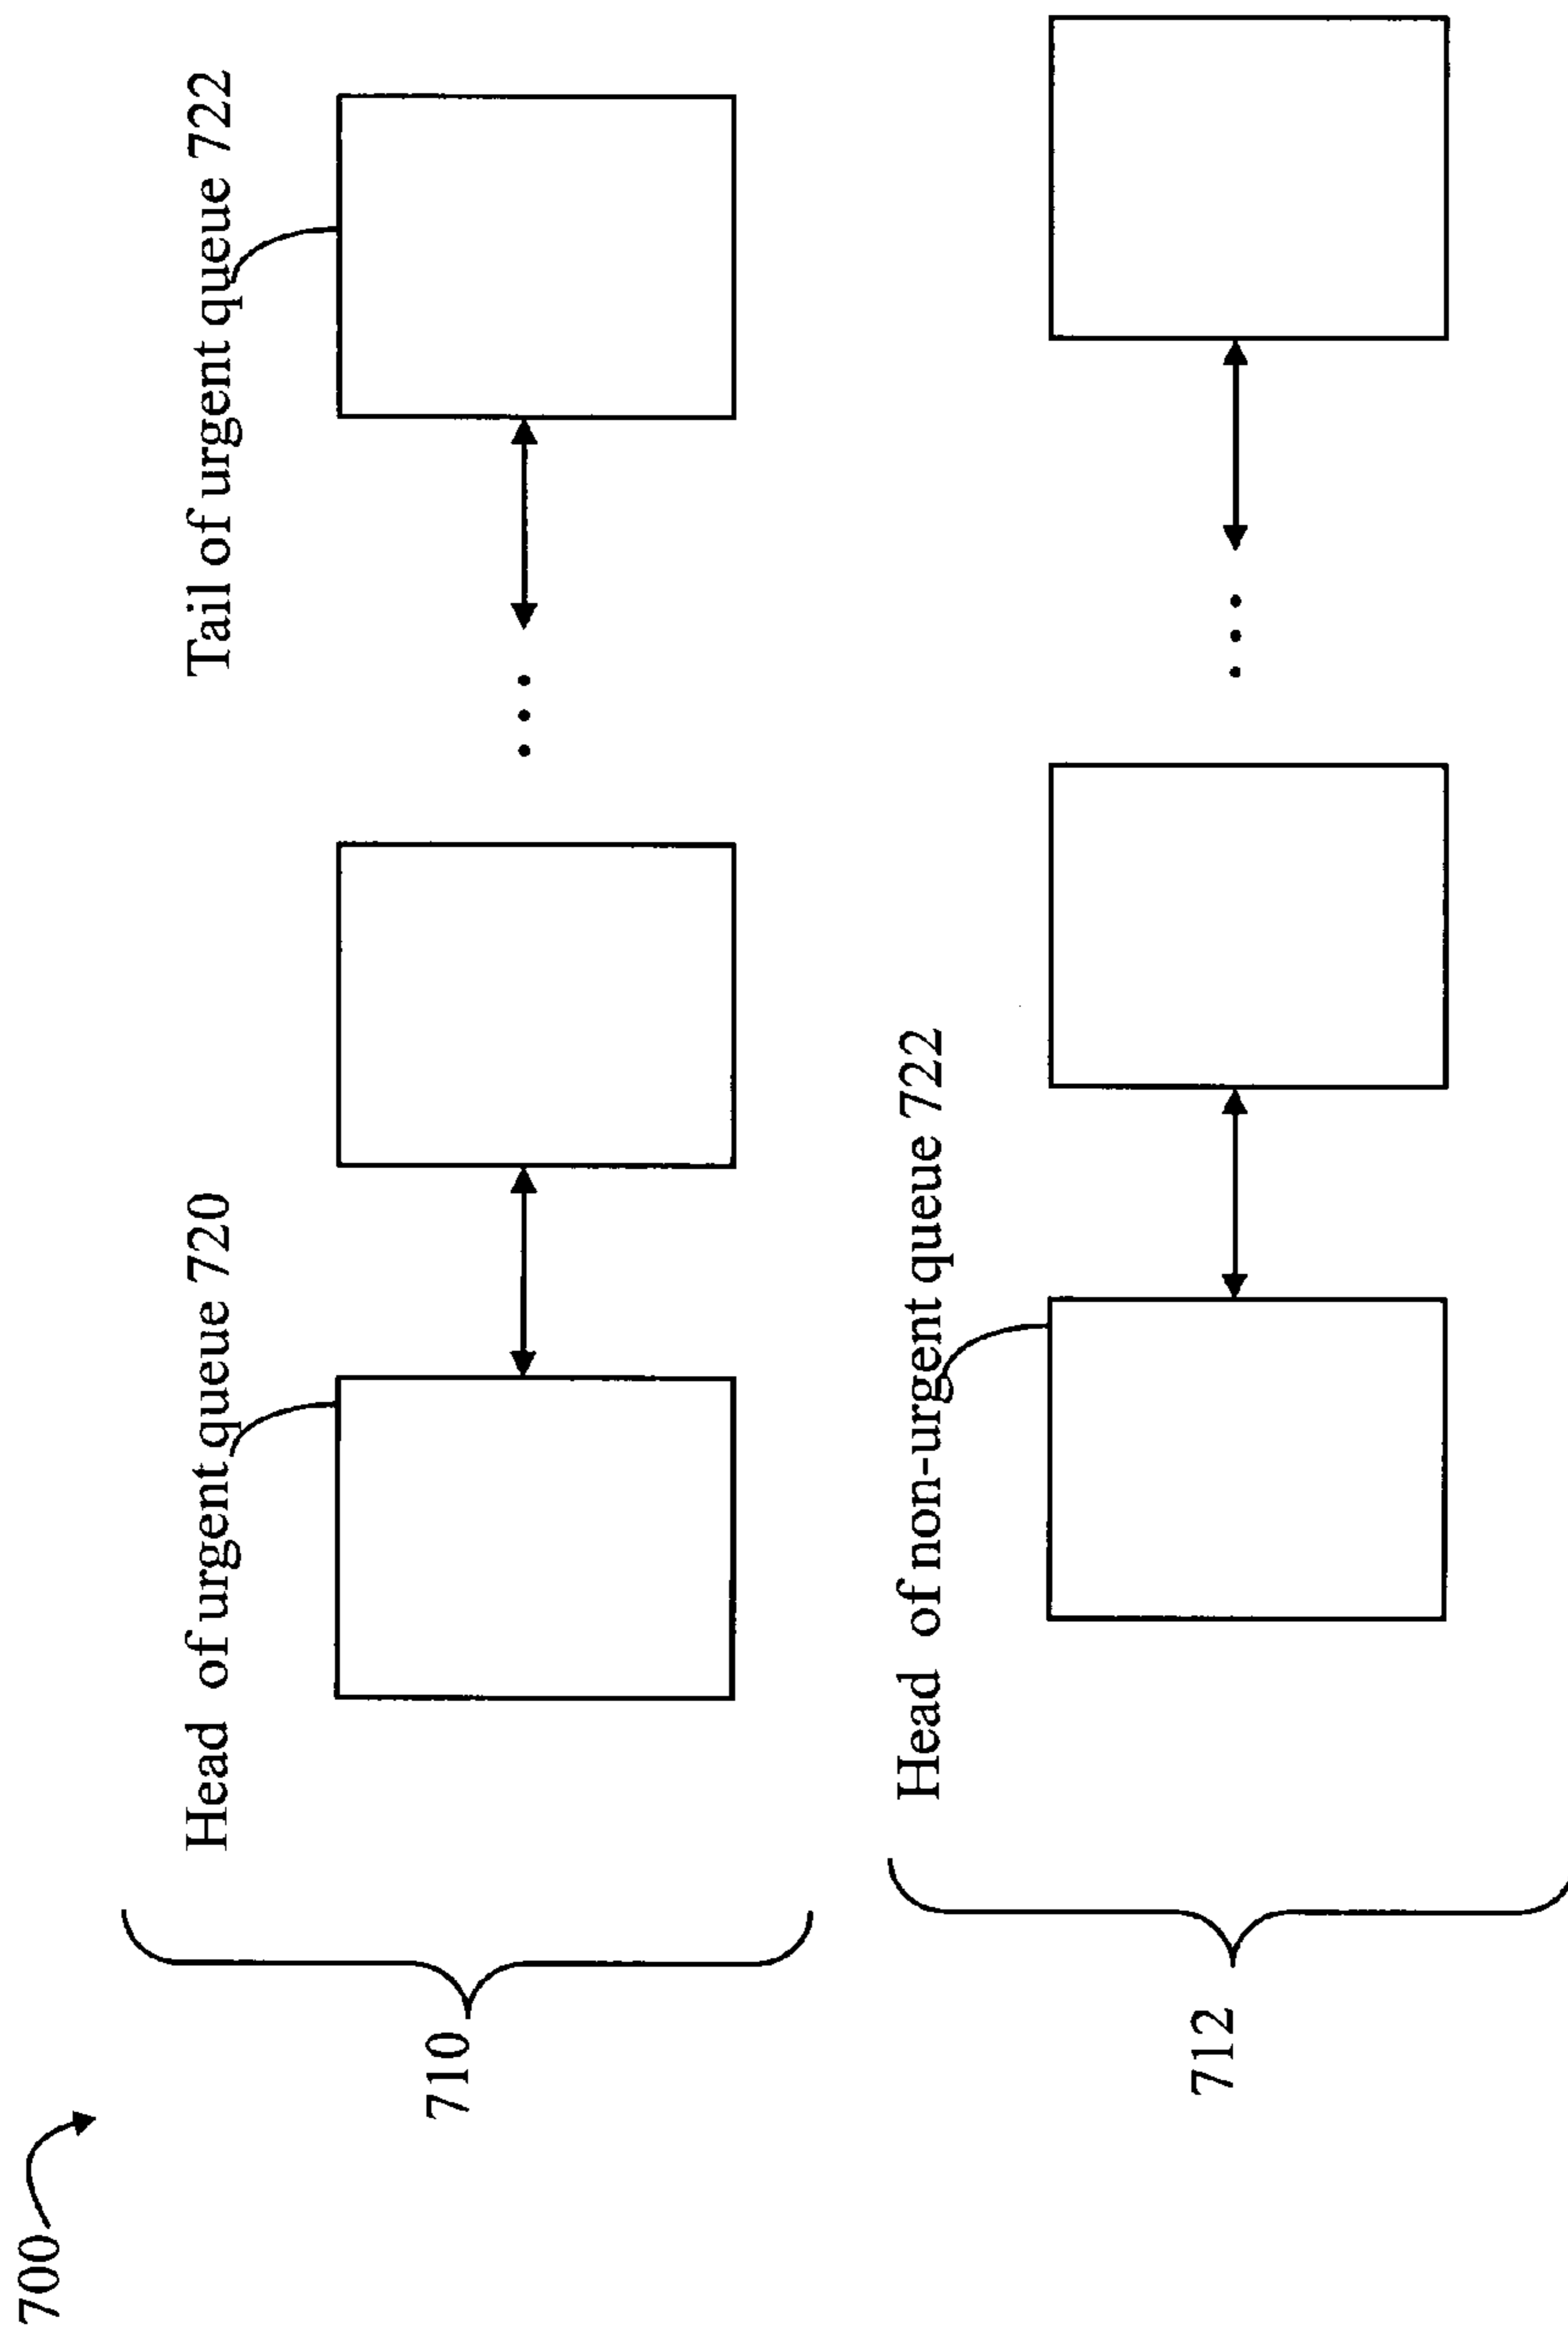 700
710
Head of urgent queue 720
Tail of urgent queue 722
712
Head of non-urgent queue 722